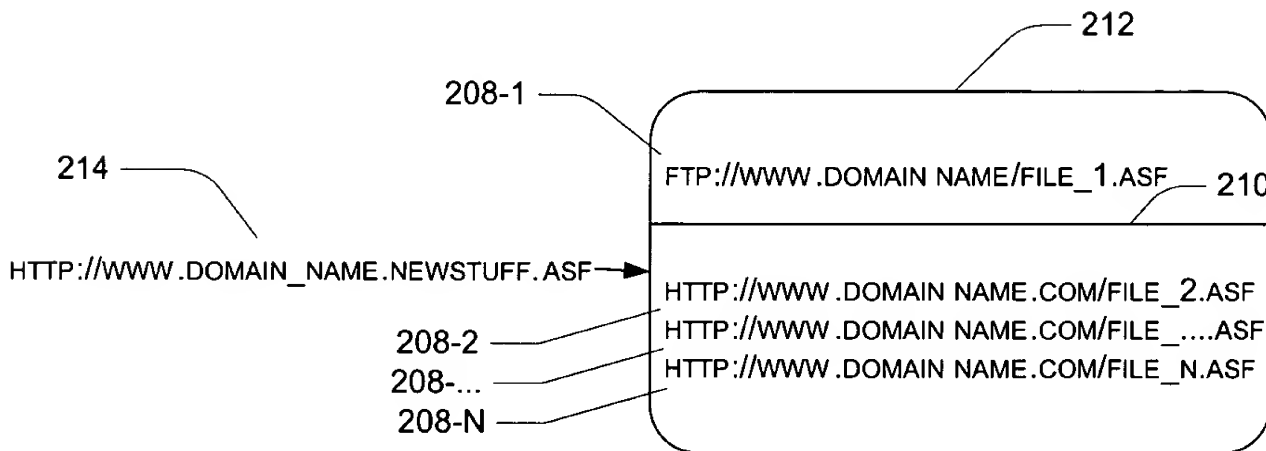 212
208-1
FTP://WWW.DOMAIN NAME/FILE_1.ASF
214
210
HTTP://WWW.DOMAIN_NAME.NEWSTUFF.ASF
HTTP://WWW.DOMAIN NAME.COM/FILE_2.ASF
208-2
HTTP://WWW.DOMAIN NAME.COM/FILE_....ASF
208-...
HTTP://WWW.DOMAIN NAME.COM/FILE_N.ASF
208-N